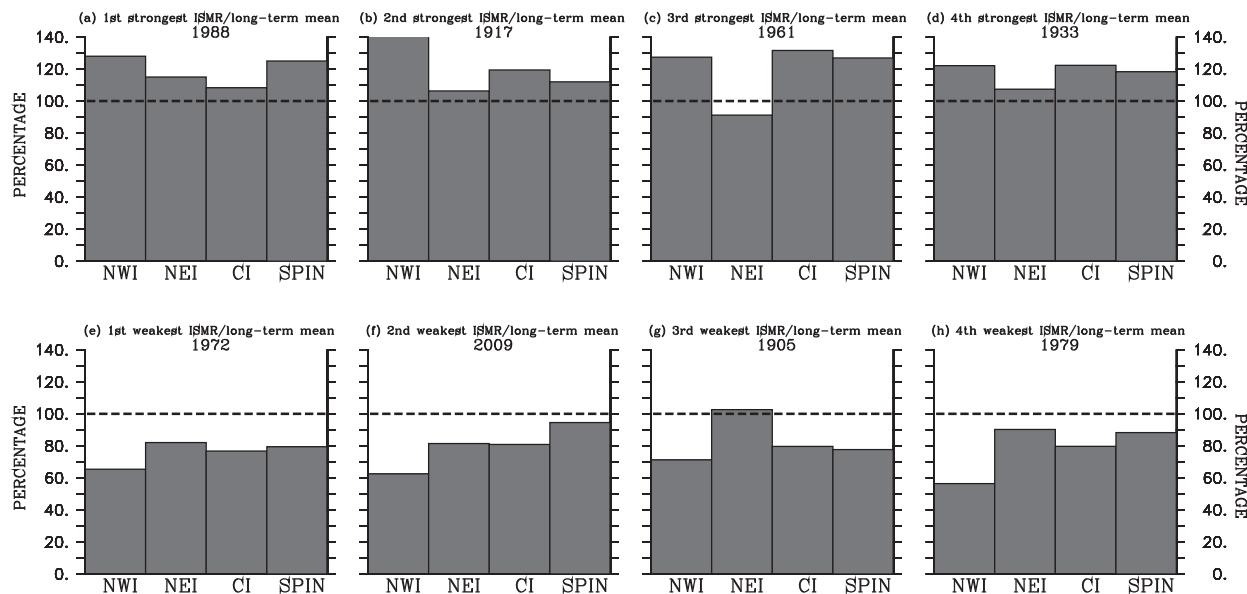 (a) 1st strongest ISMR/long-term mean
1988
(b) 2nd strongest ISMR/long-term mean
1917
(c) 3rd strongest ISMR/long-term mean
1961
(d) 4th strongest ISMR/long-term mean
1933
PERCENTAGE
140.
120.
100.
80.
60.
40.
20.
0.
140.
120.
100.
80.
60.
40.
20.
0.
PERCENTAGE
NWI NEI CI SPIN
NWI NEI CI SPIN
NWI NEI CI SPIN
NWI NEI CI SPIN
(e) 1st weakest ISMR/long-term mean
1972
(f) 2nd weakest ISMR/long-term mean
2009
(g) 3rd weakest ISMR/long-term mean
1905
(h) 4th weakest ISMR/long-term mean
1979
PERCENTAGE
140.
120.
100.
80.
60.
40.
20.
0.
140.
120.
100.
80.
60.
40.
20.
0.
PERCENTAGE
NWI NEI CI SPIN
NWI NEI CI SPIN
NWI NEI CI SPIN
NWI NEI CI SPIN